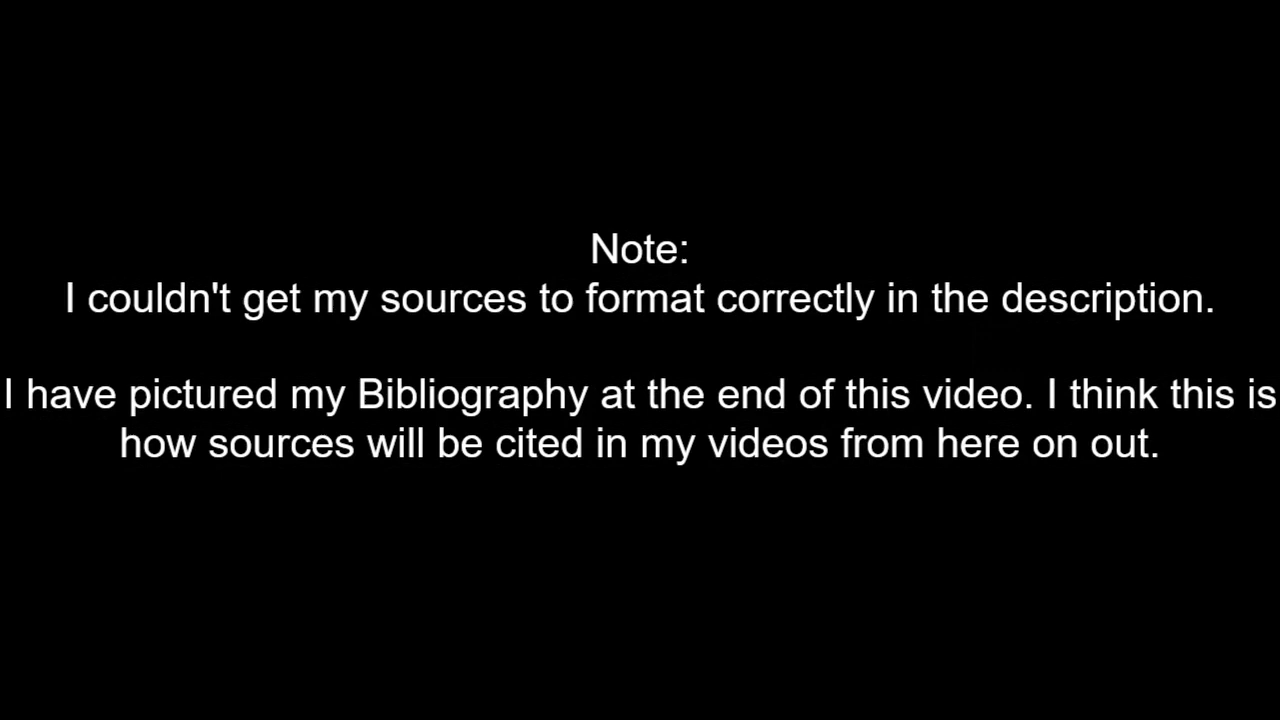 Note:
I couldn't get my sources to format correctly in the description.
I have pictured my Bibliography at the end of this video. I think this is
how sources will be cited in my videos from here on out.